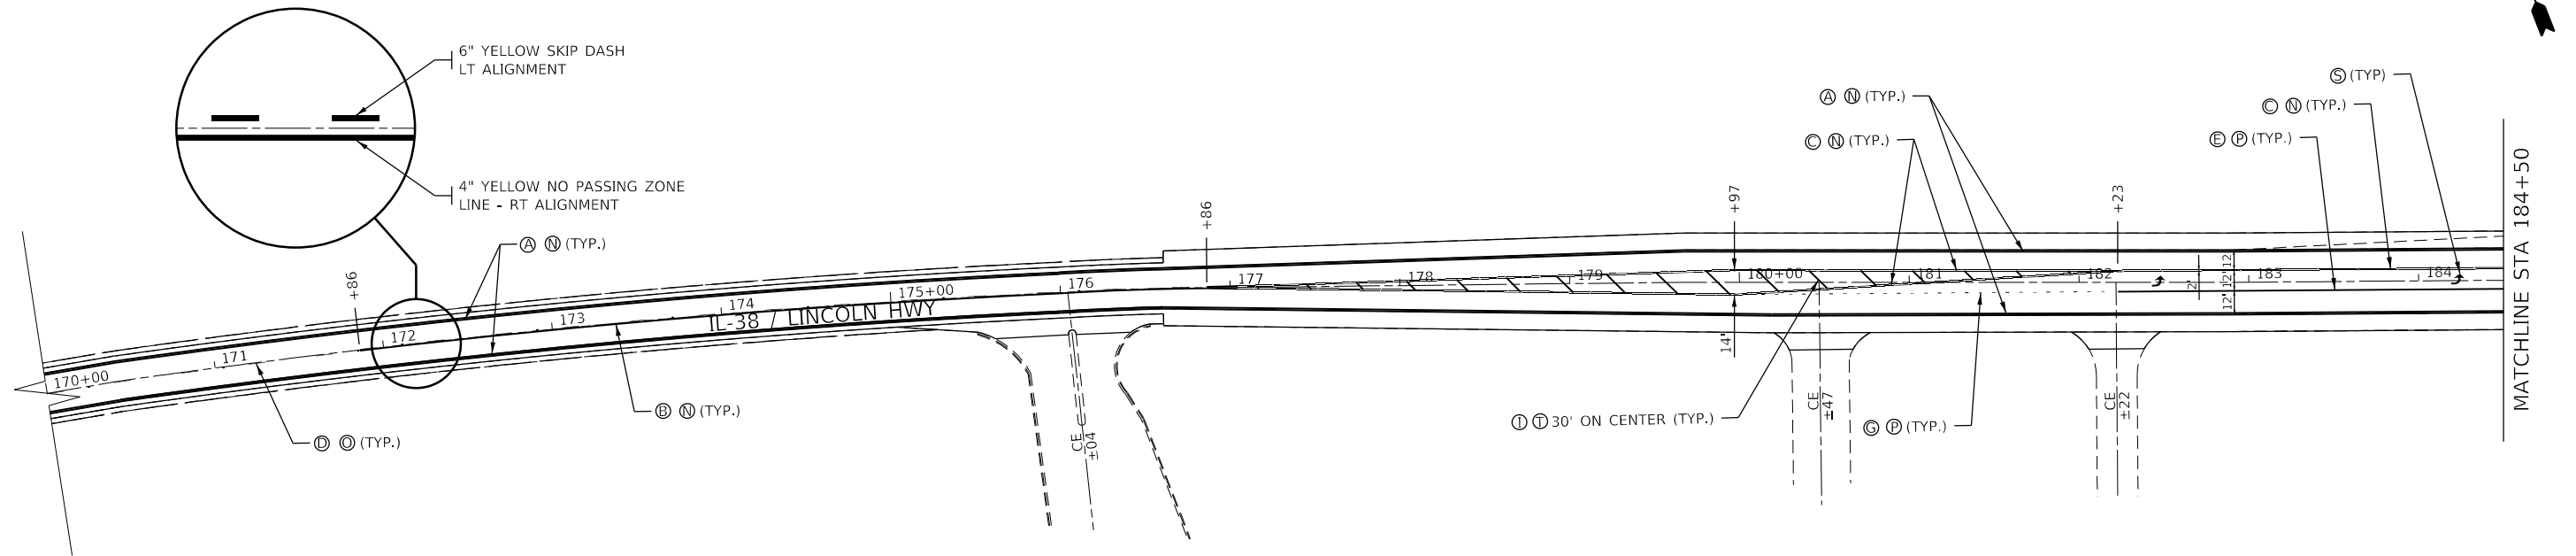 6" YELLOW SKIP DASH
LT ALIGNMENT
4" YELLOW NO PASSING ZONE
LINE - RT ALIGNMENT
A N (TYP.)
+86
170+00
171
172
173
174
175+00
176
177
178
179
180+00
181
182
183
184
IL-38 / LINCOLN HWY
D O (TYP.)
B N (TYP.)
CE
±04
+86
+97
14'
A N (TYP.)
C N (TYP.)
+23
S (TYP)
C N (TYP.)
E P (TYP.)
2'
12' 12' 12'
I T 30' ON CENTER (TYP.)
G P (TYP.)
CE
±47
CE
±22
MATCHLINE STA 184+50